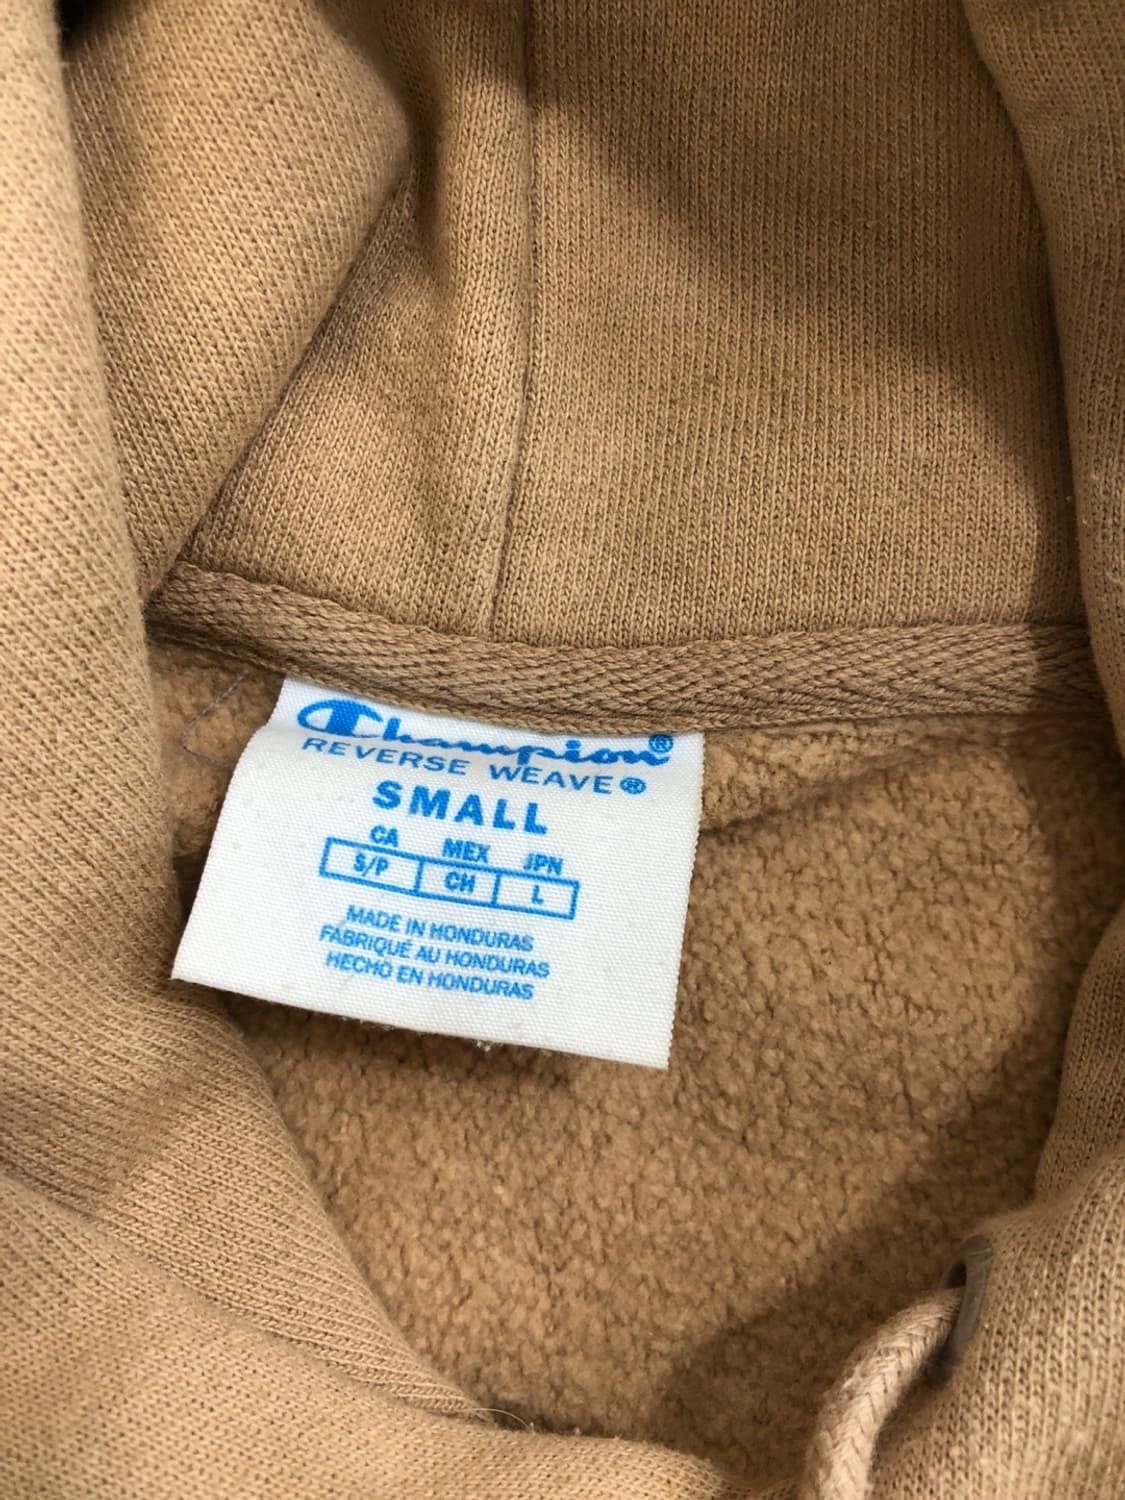 Champion®
REVERSE WEAVE®
SMALL
CA MEX JPN
S/P CH L
MADE IN HONDURAS
FABRIQUÉ AU HONDURAS
HECHO EN HONDURAS